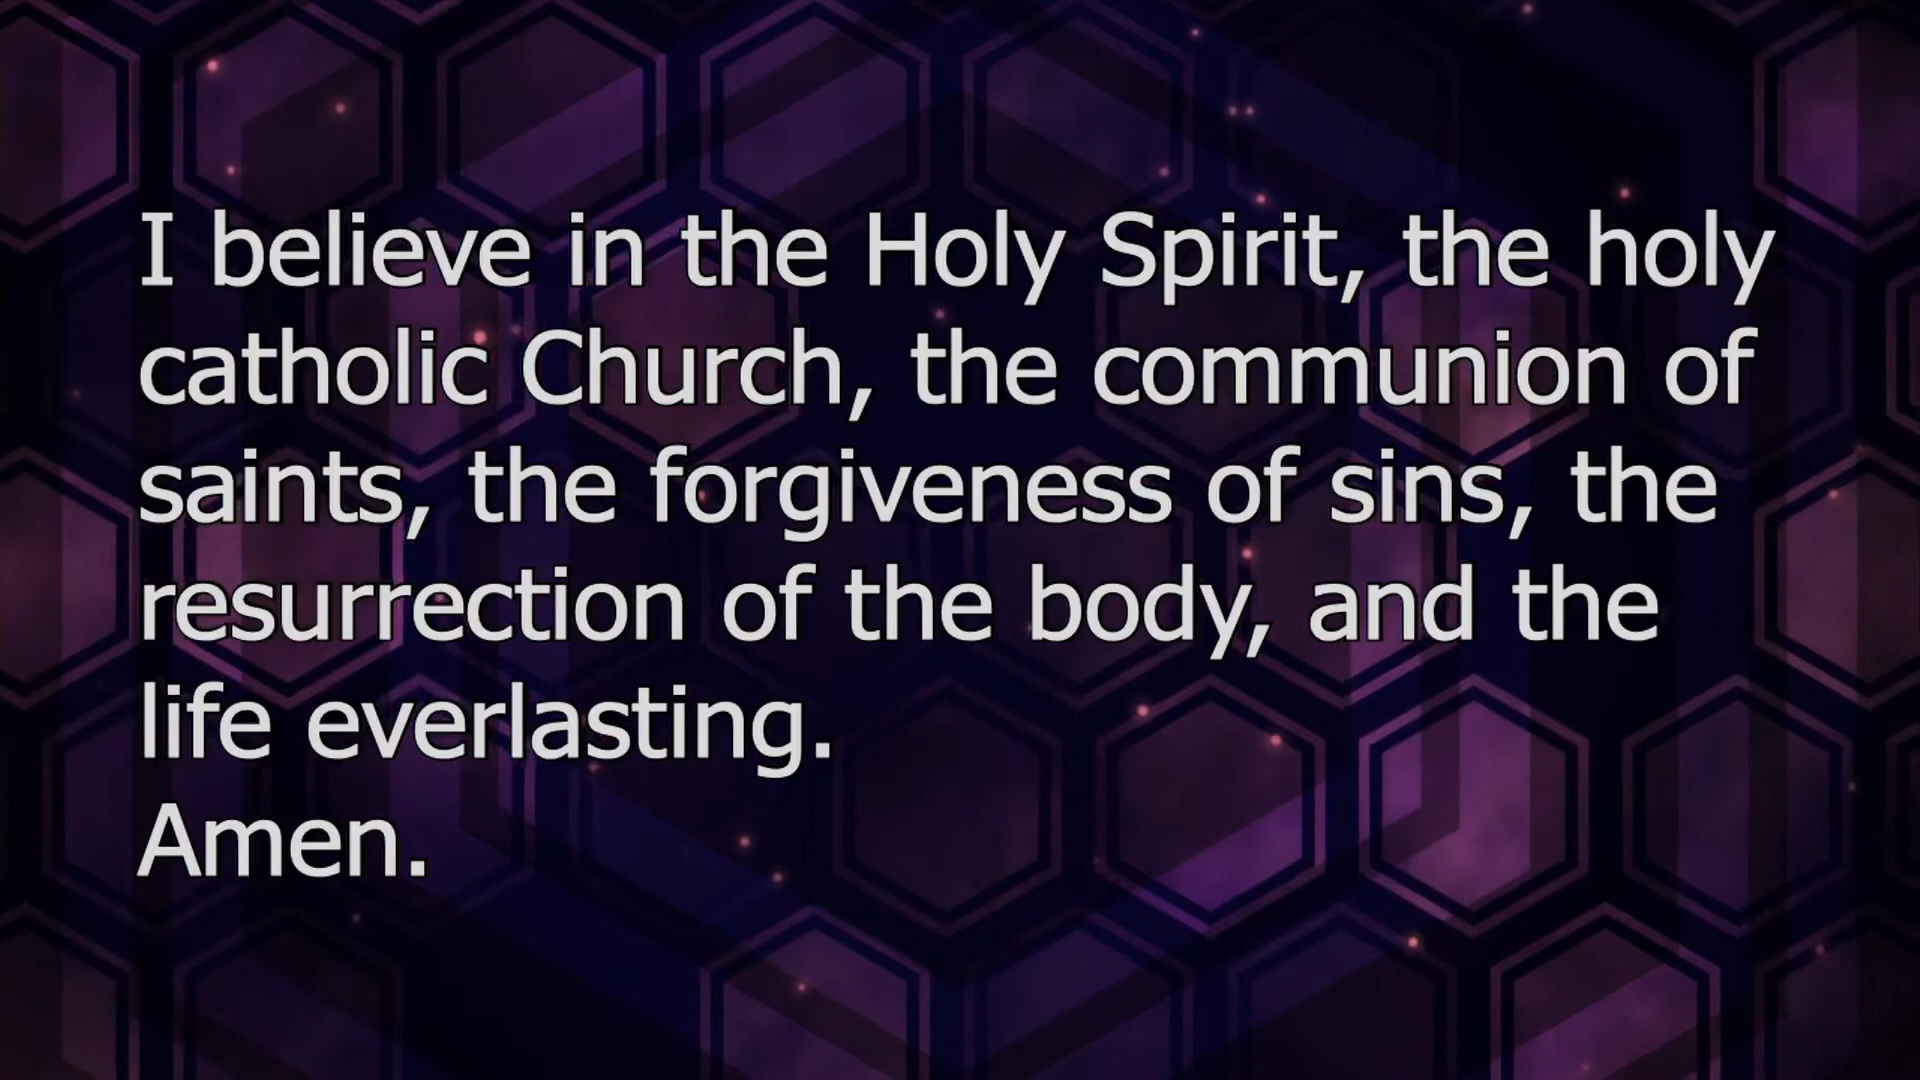 I believe in the Holy Spirit, the holy
catholic Church, the communion of
saints, the forgiveness of sins, the
resurrection of the body, and the
life everlasting.
Amen.